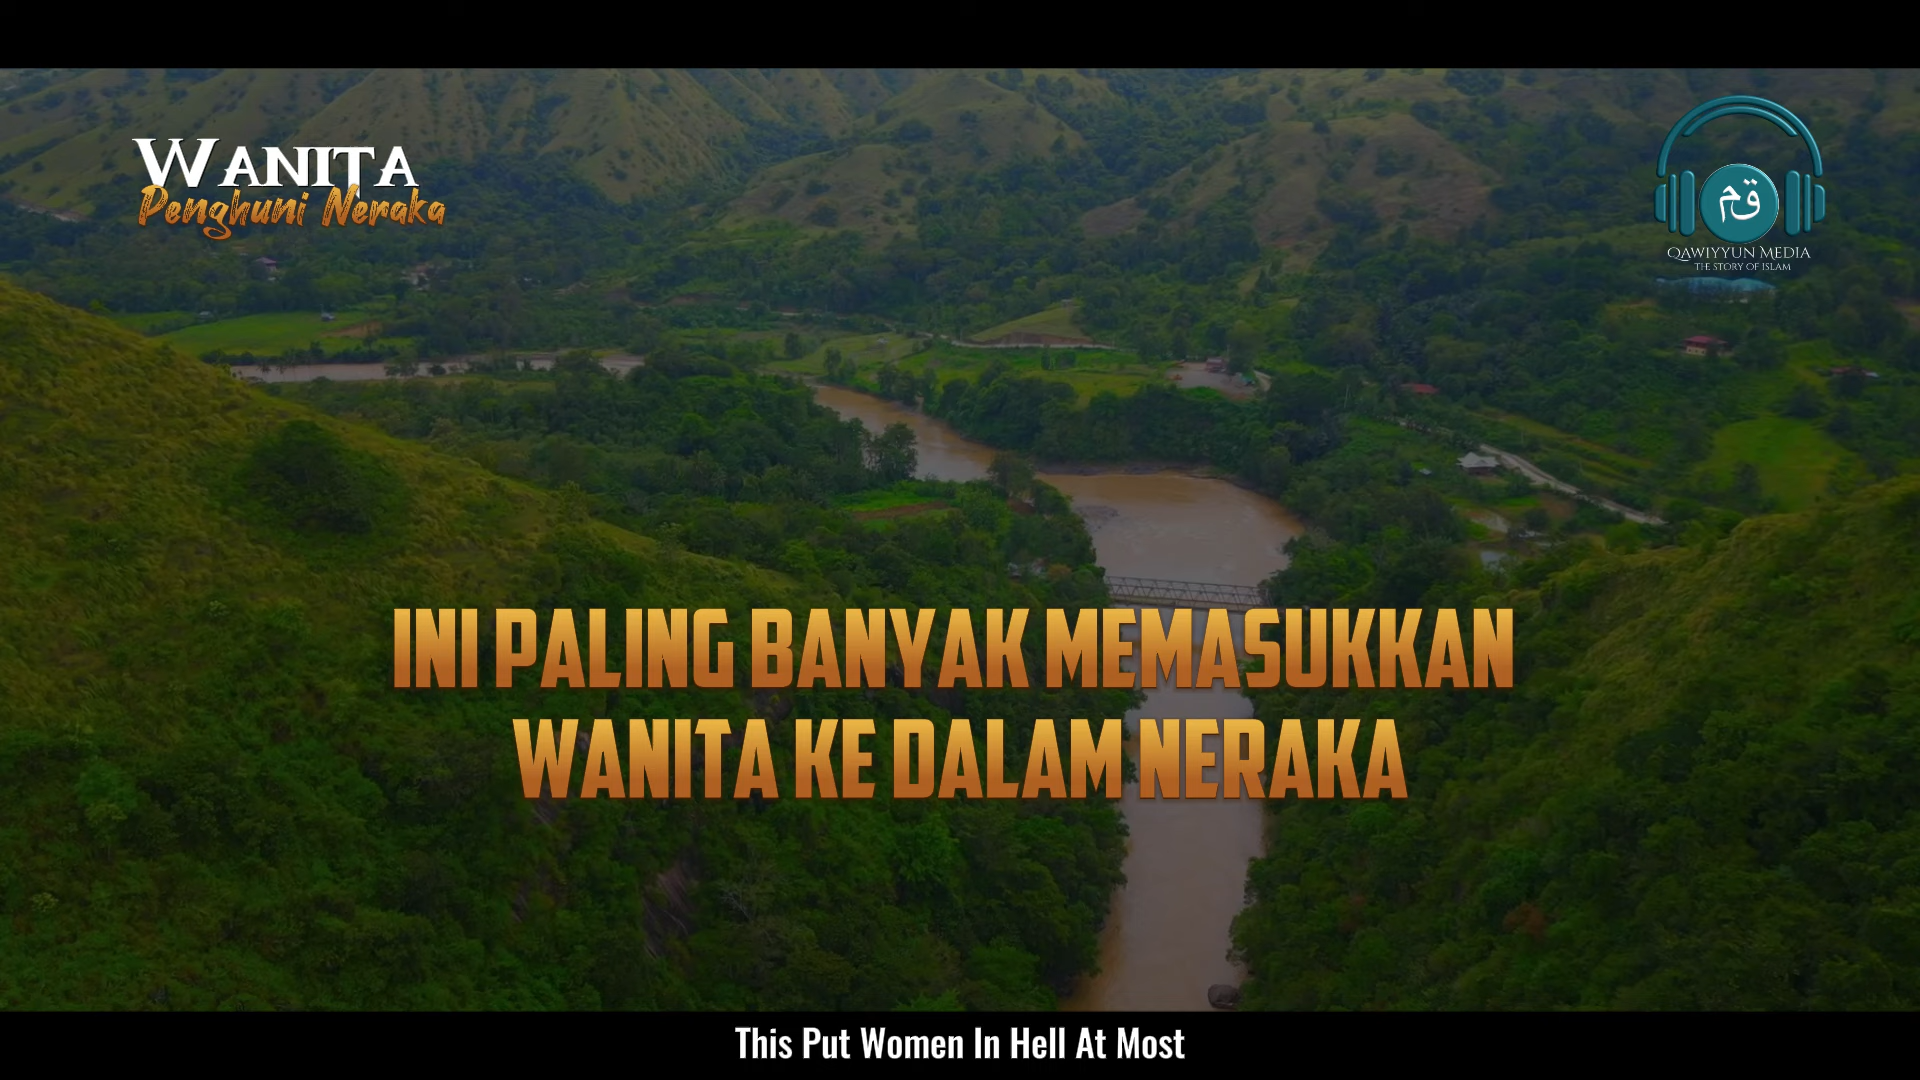 WANITA
Penghuni Neraka
قم
QAWIYYUN MEDIA
THE STORY OF ISLAM
INI PALING BANYAK MEMASUKKAN
WANITA KE DALAM NERAKA
This Put Women In Hell At Most